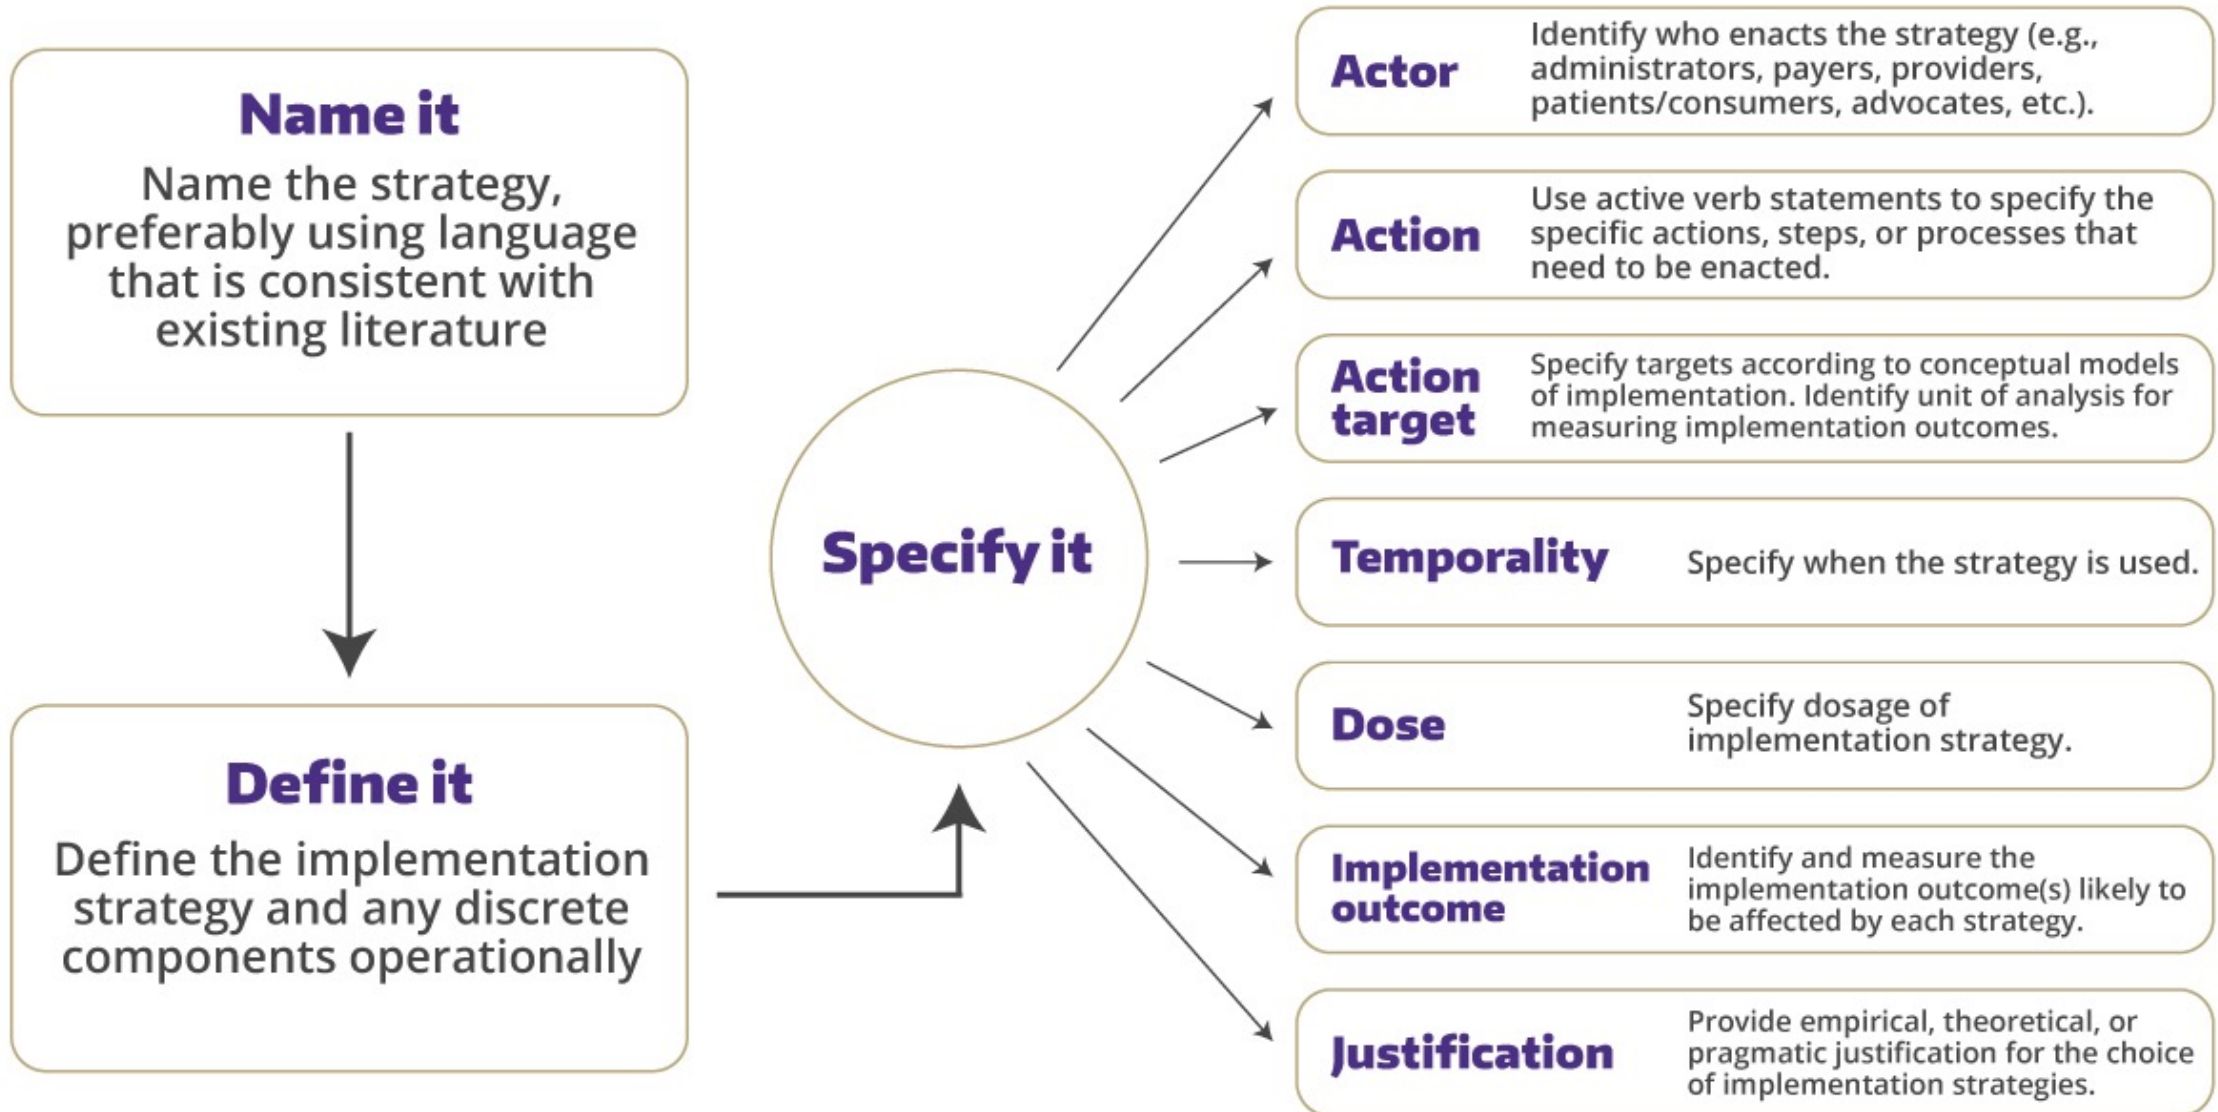 Name it
Name the strategy,
preferably using language
that is consistent with
existing literature
Define it
Define the implementation
strategy and any discrete
components operationally
Specify it
Actor
Identify who enacts the strategy (e.g.,
administrators, payers, providers,
patients/consumers, advocates, etc.).
Action
Use active verb statements to specify the
specific actions, steps, or processes that
need to be enacted.
Action
target
Specify targets according to conceptual models
of implementation. Identify unit of analysis for
measuring implementation outcomes.
Temporality
Specify when the strategy is used.
Dose
Specify dosage of
implementation strategy.
Implementation
outcome
Identify and measure the
implementation outcome(s) likely to
be affected by each strategy.
Justification
Provide empirical, theoretical, or
pragmatic justification for the choice
of implementation strategies.